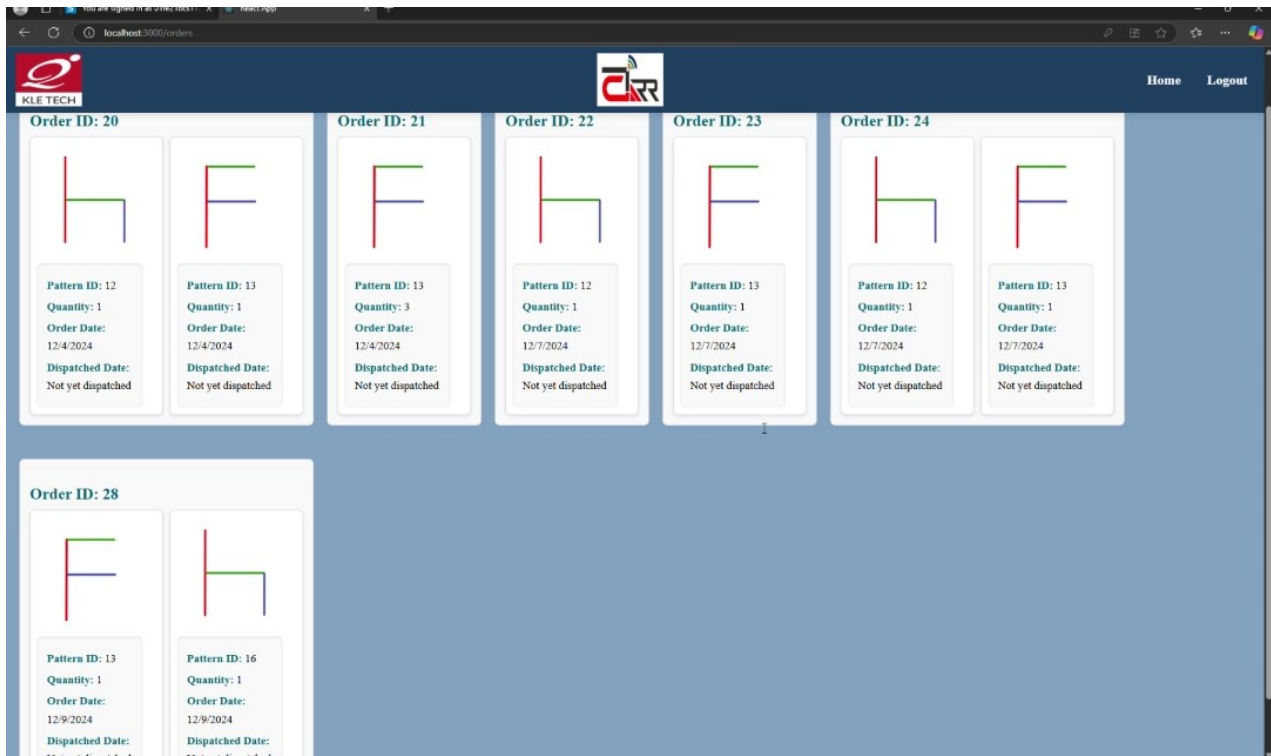 React App
localhost:3000/orders
KLE TECH
Home Logout
Order ID: 20
Pattern ID: 12
Quantity: 1
Order Date:
12/4/2024
Dispatched Date:
Not yet dispatched
Pattern ID: 13
Quantity: 1
Order Date:
12/4/2024
Dispatched Date:
Not yet dispatched
Order ID: 21
Pattern ID: 13
Quantity: 3
Order Date:
12/4/2024
Dispatched Date:
Not yet dispatched
Order ID: 22
Pattern ID: 12
Quantity: 1
Order Date:
12/7/2024
Dispatched Date:
Not yet dispatched
Order ID: 23
Pattern ID: 13
Quantity: 1
Order Date:
12/7/2024
Dispatched Date:
Not yet dispatched
Order ID: 24
Pattern ID: 12
Quantity: 1
Order Date:
12/7/2024
Dispatched Date:
Not yet dispatched
Pattern ID: 13
Quantity: 1
Order Date:
12/7/2024
Dispatched Date:
Not yet dispatched
Order ID: 28
Pattern ID: 13
Quantity: 1
Order Date:
12/9/2024
Dispatched Date:
Pattern ID: 16
Quantity: 1
Order Date:
12/9/2024
Dispatched Date: